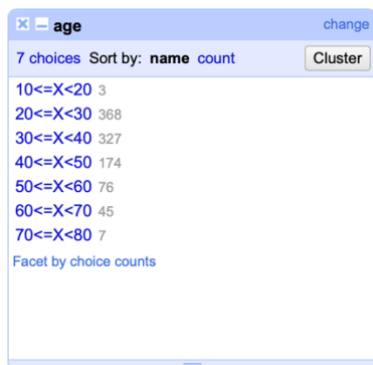 age change
7 choices Sort by: name count Cluster
10<=X<20 3
20<=X<30 368
30<=X<40 327
40<=X<50 174
50<=X<60 76
60<=X<70 45
70<=X<80 7
Facet by choice counts